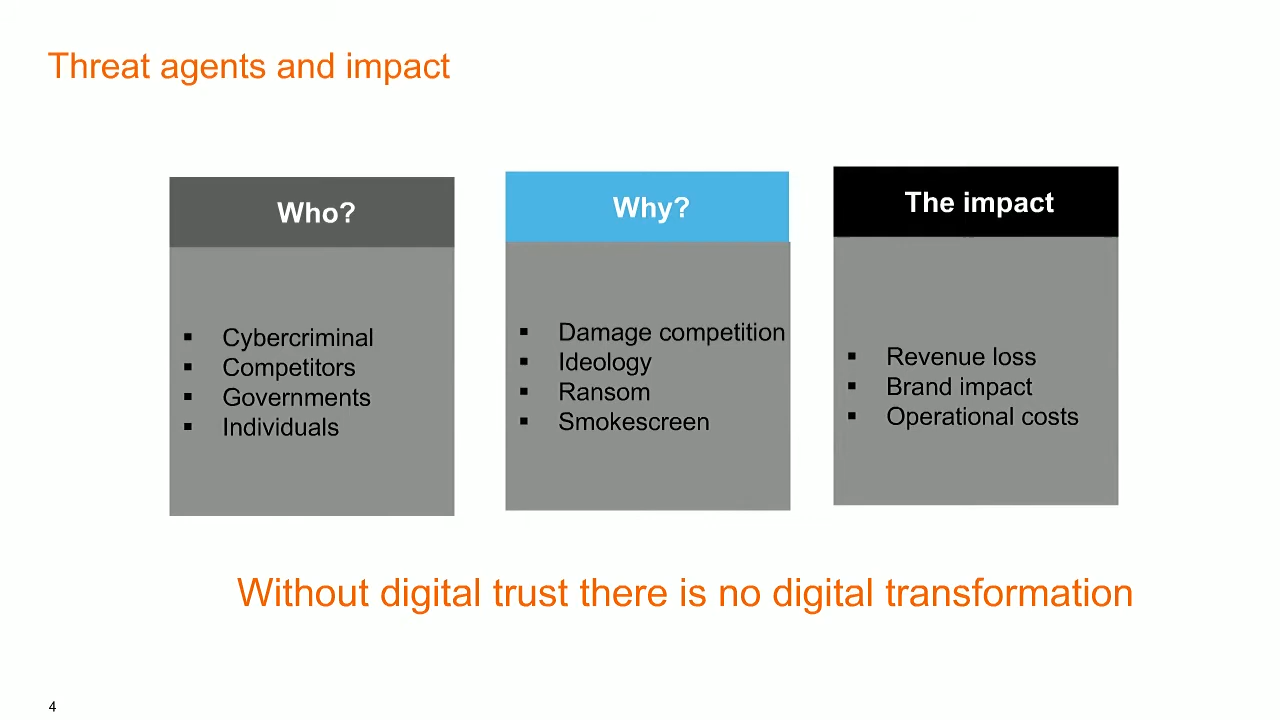 Threat agents and impact
Who?
▪ Cybercriminal
▪ Competitors
▪ Governments
▪ Individuals
Why?
▪ Damage competition
▪ Ideology
▪ Ransom
▪ Smokescreen
The impact
▪ Revenue loss
▪ Brand impact
▪ Operational costs
Without digital trust there is no digital transformation
4